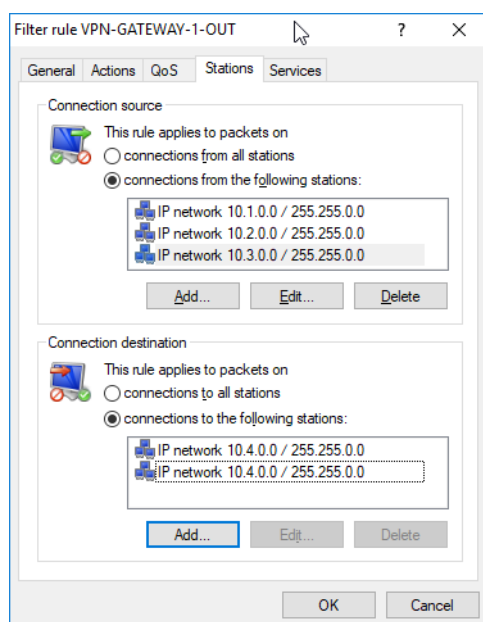 Filter rule VPN-GATEWAY-1-OUT ?
General Actions QoS Stations Services
Connection source
This rule applies to packets on
connections from all stations
connections from the following stations:
IP network 10.1.0.0 / 255.255.0.0
IP network 10.2.0.0 / 255.255.0.0
IP network 10.3.0.0 / 255.255.0.0
Add... Edit... Delete
Connection destination
This rule applies to packets on
connections to all stations
connections to the following stations:
IP network 10.4.0.0 / 255.255.0.0
IP network 10.4.0.0 / 255.255.0.0
Add... Edit... Delete
OK Cancel